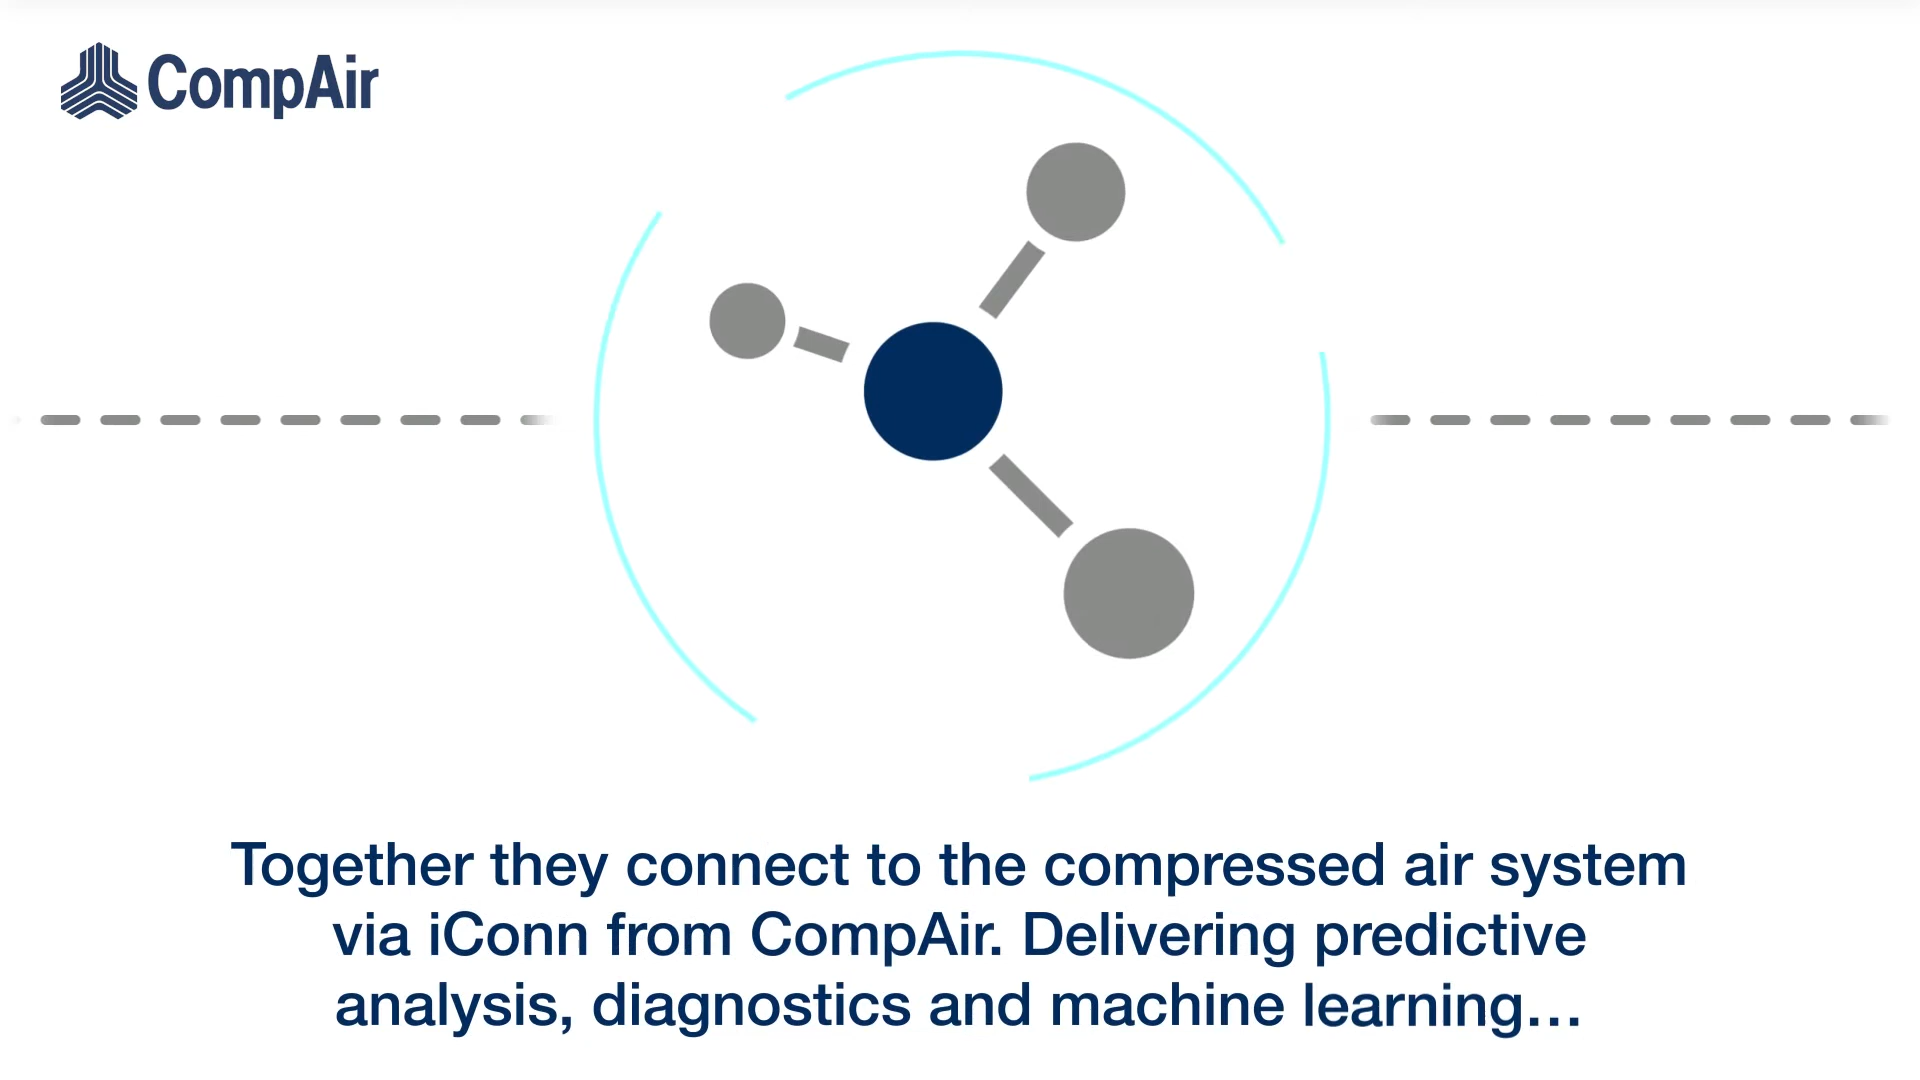 CompAir
Together they connect to the compressed air system
via iConn from CompAir. Delivering predictive
analysis, diagnostics and machine learning…